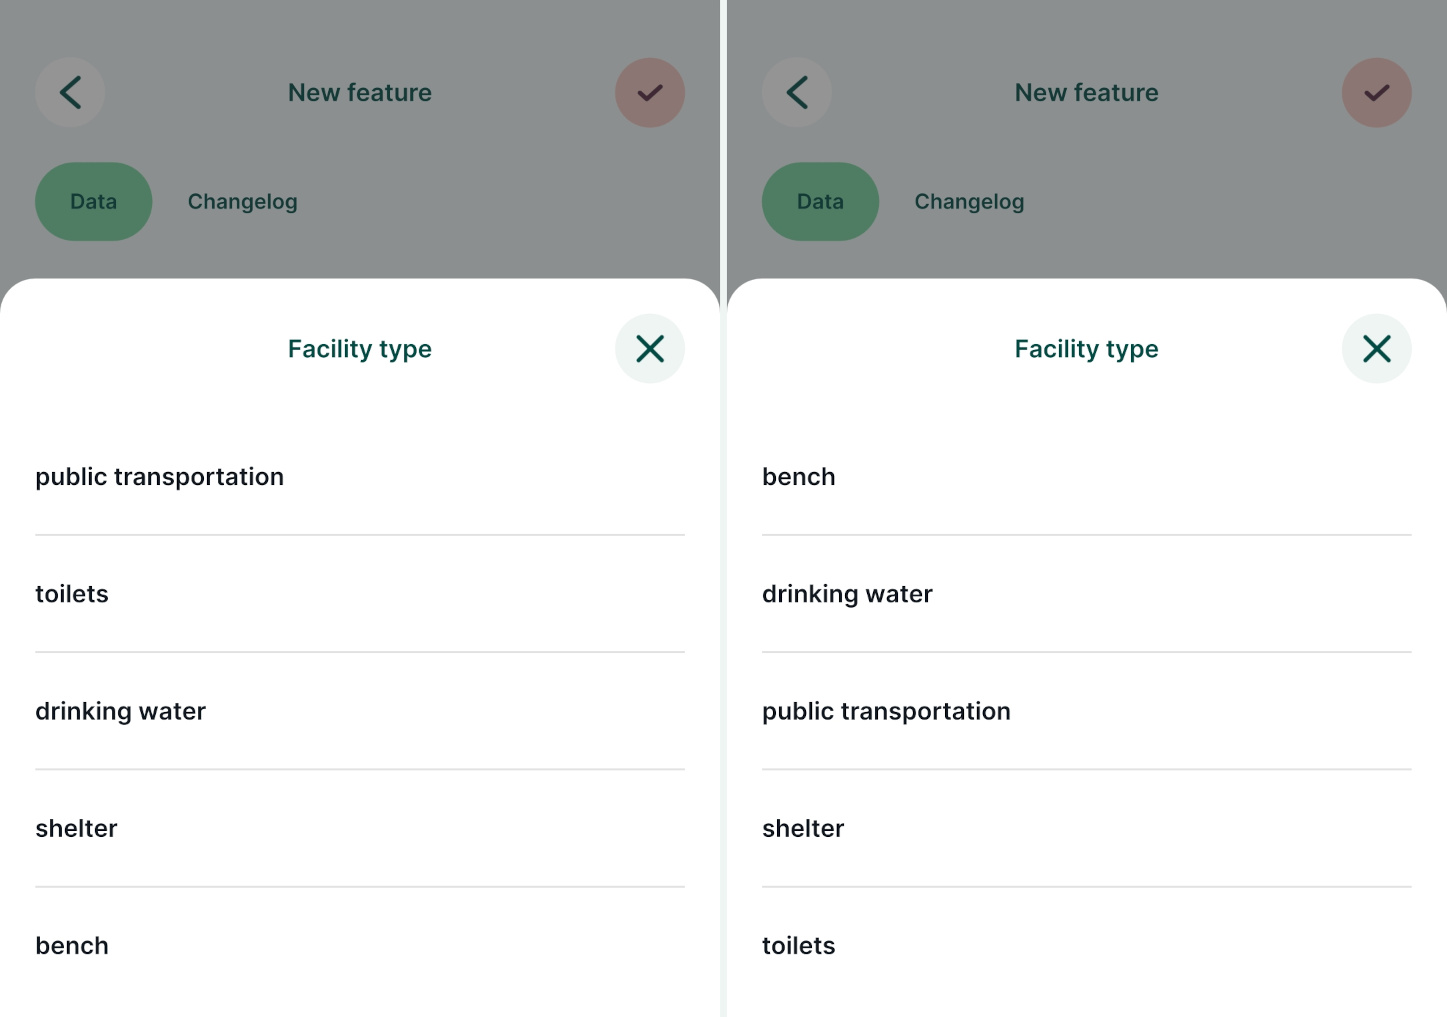 New feature
Data
Changelog
Facility type
public transportation
toilets
drinking water
shelter
bench
New feature
Data
Changelog
Facility type
bench
drinking water
public transportation
shelter
toilets